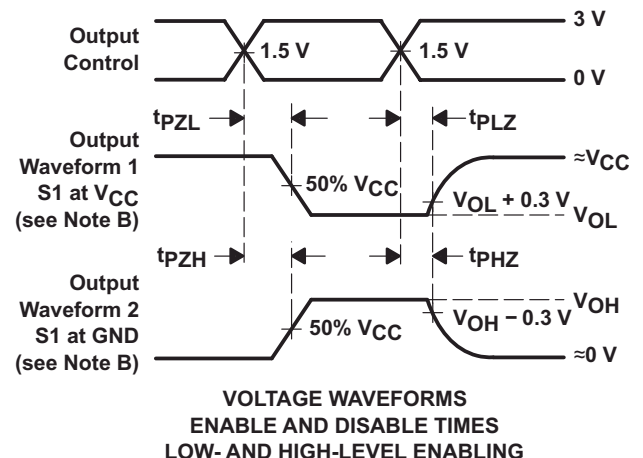 Output
Control
1.5 V
1.5 V
3 V
0 V
tPZL
tPLZ
Output
Waveform 1
S1 at VCC
(see Note B)
50% VCC
≈VCC
VOL + 0.3 V
VOL
tPZH
tPHZ
Output
Waveform 2
S1 at GND
(see Note B)
50% VCC
VOH
VOH − 0.3 V
≈0 V
VOLTAGE WAVEFORMS
ENABLE AND DISABLE TIMES
LOW- AND HIGH-LEVEL ENABLING